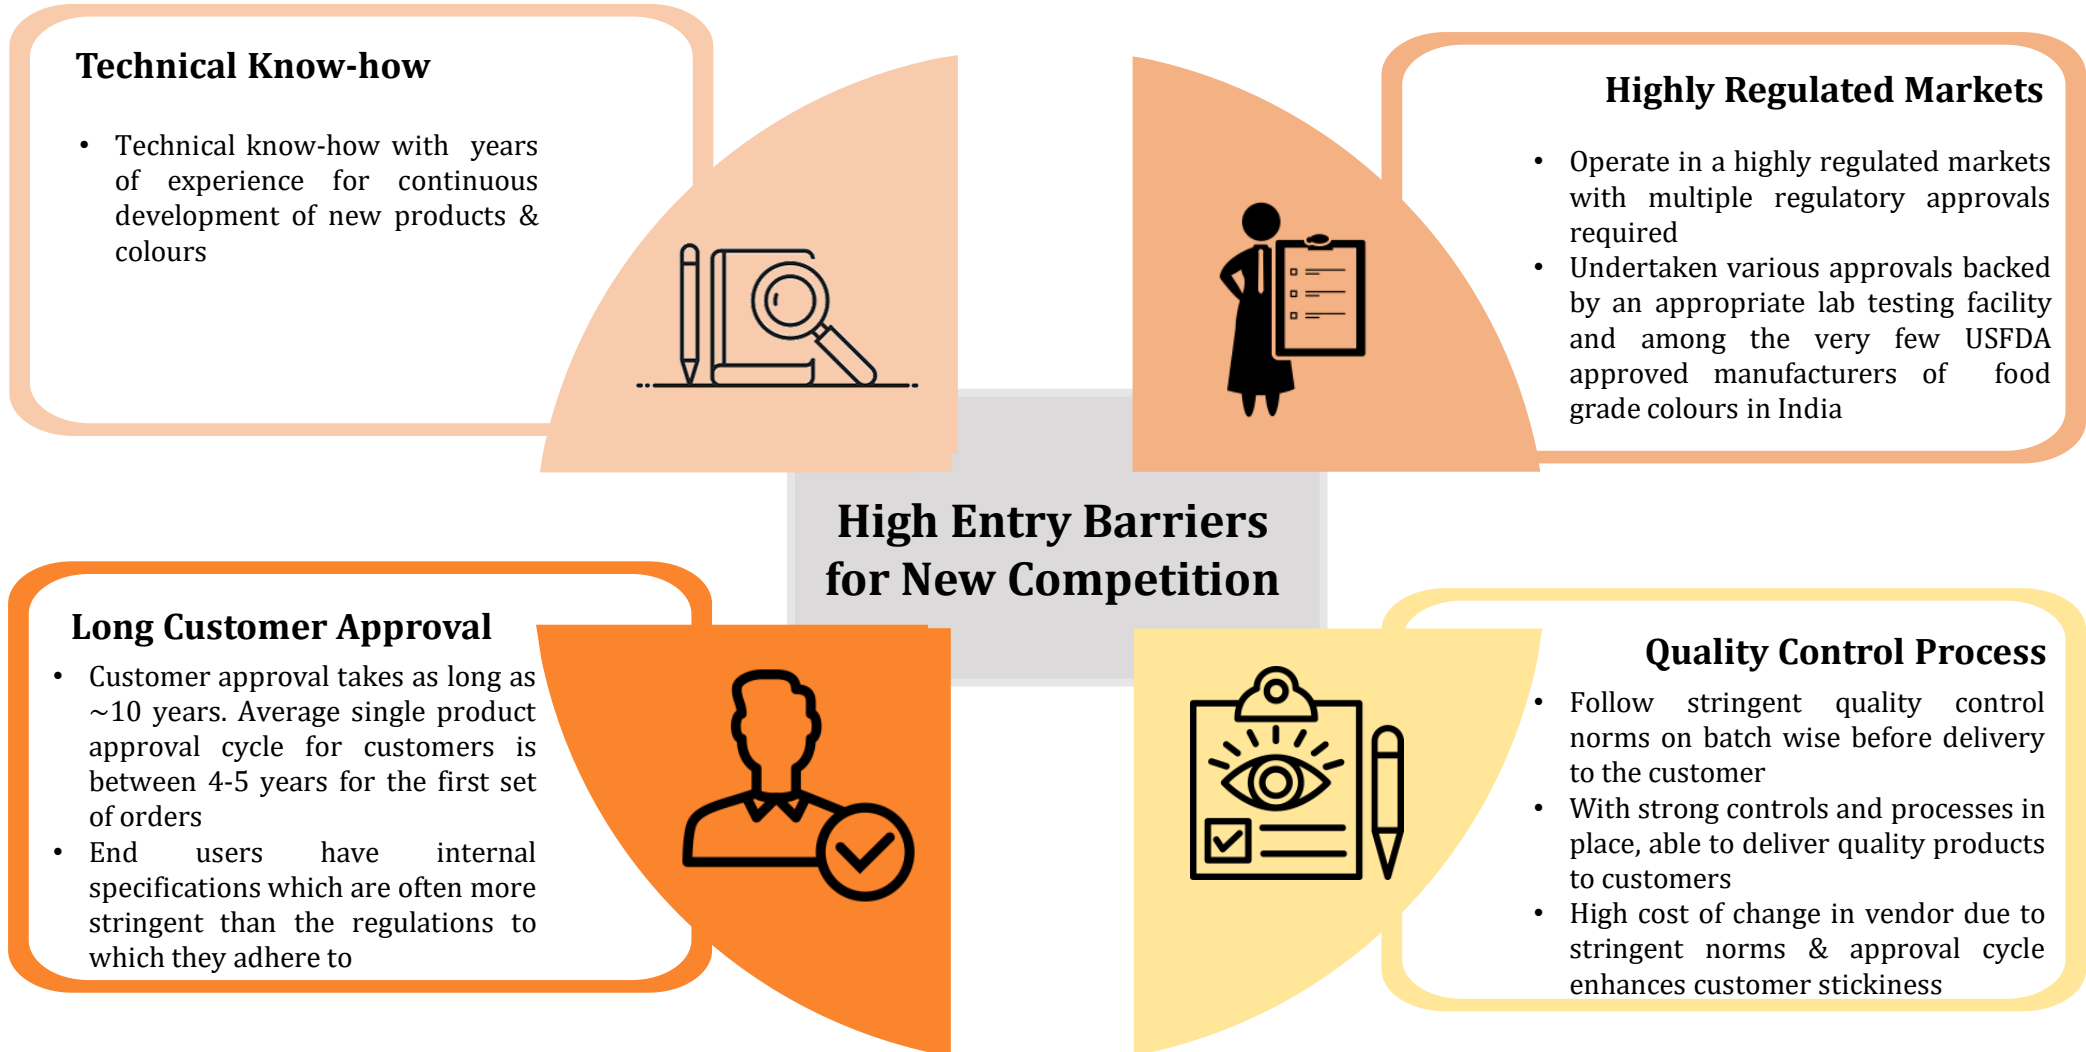 Technical Know-how
• Technical know-how with years
of experience for continuous
development of new products &
colours
Highly Regulated Markets
• Operate in a highly regulated markets
with multiple regulatory approvals
required
• Undertaken various approvals backed
by an appropriate lab testing facility
and among the very few USFDA
approved manufacturers of food
grade colours in India
High Entry Barriers
for New Competition
Long Customer Approval
• Customer approval takes as long as
~10 years. Average single product
approval cycle for customers is
between 4-5 years for the first set
of orders
• End users have internal
specifications which are often more
stringent than the regulations to
which they adhere to
Quality Control Process
• Follow stringent quality control
norms on batch wise before delivery
to the customer
• With strong controls and processes in
place, able to deliver quality products
to customers
• High cost of change in vendor due to
stringent norms & approval cycle
enhances customer stickiness